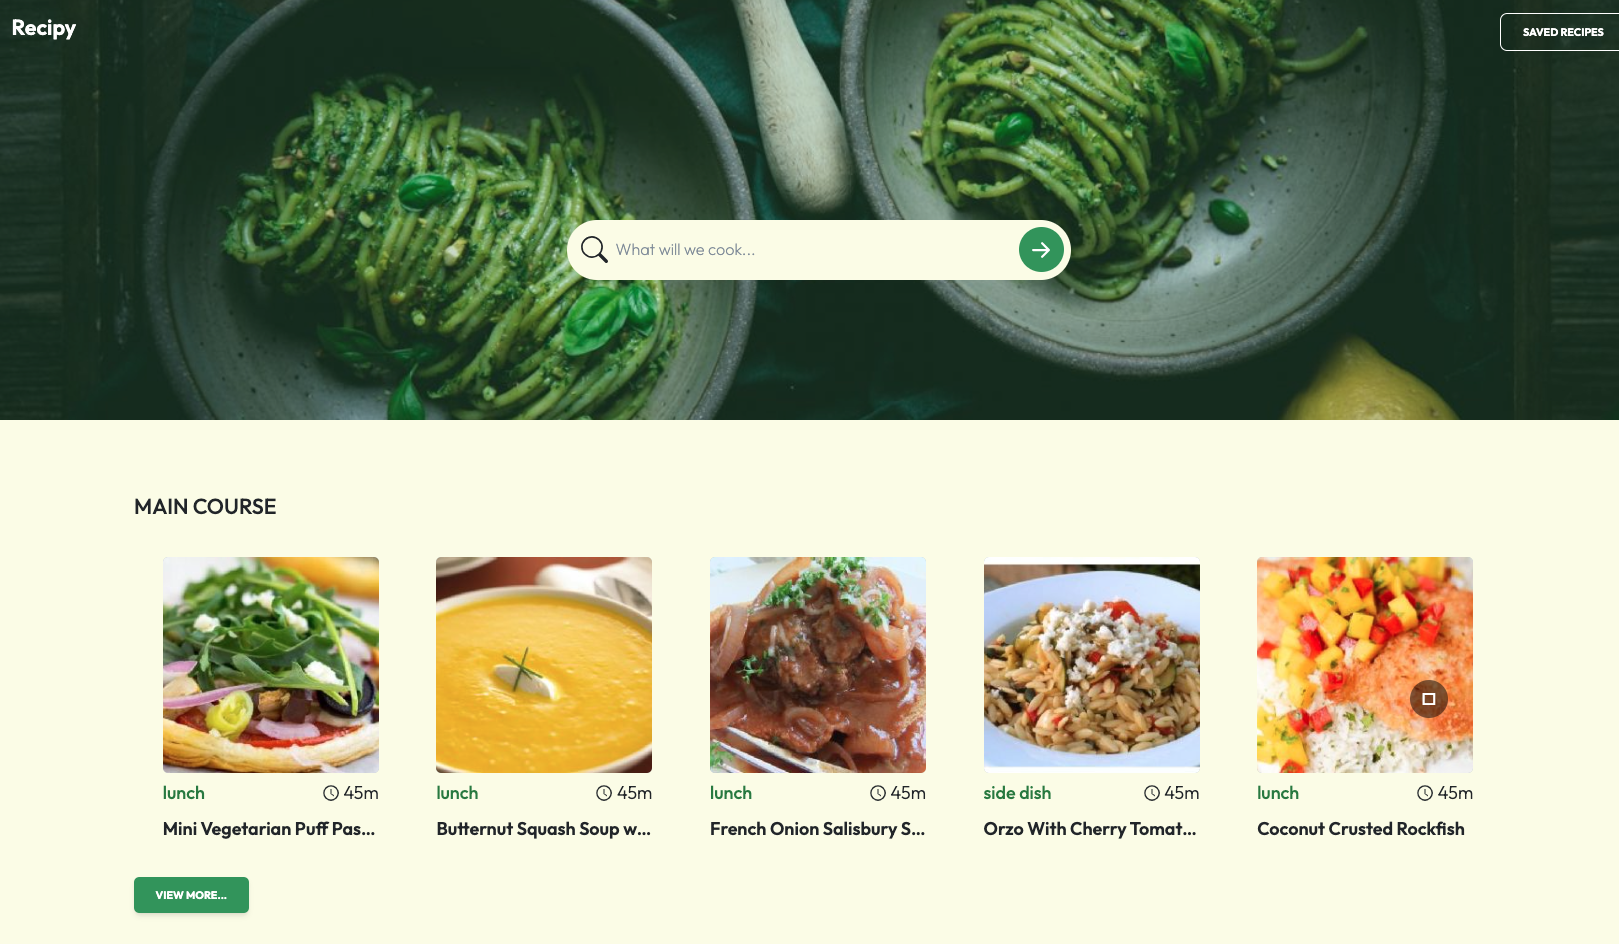 Recipy
SAVED RECIPES
What will we cook...
MAIN COURSE
lunch 45m
Mini Vegetarian Puff Pas...
lunch 45m
Butternut Squash Soup w...
lunch 45m
French Onion Salisbury S...
side dish 45m
Orzo With Cherry Tomat...
lunch 45m
Coconut Crusted Rockfish
VIEW MORE...